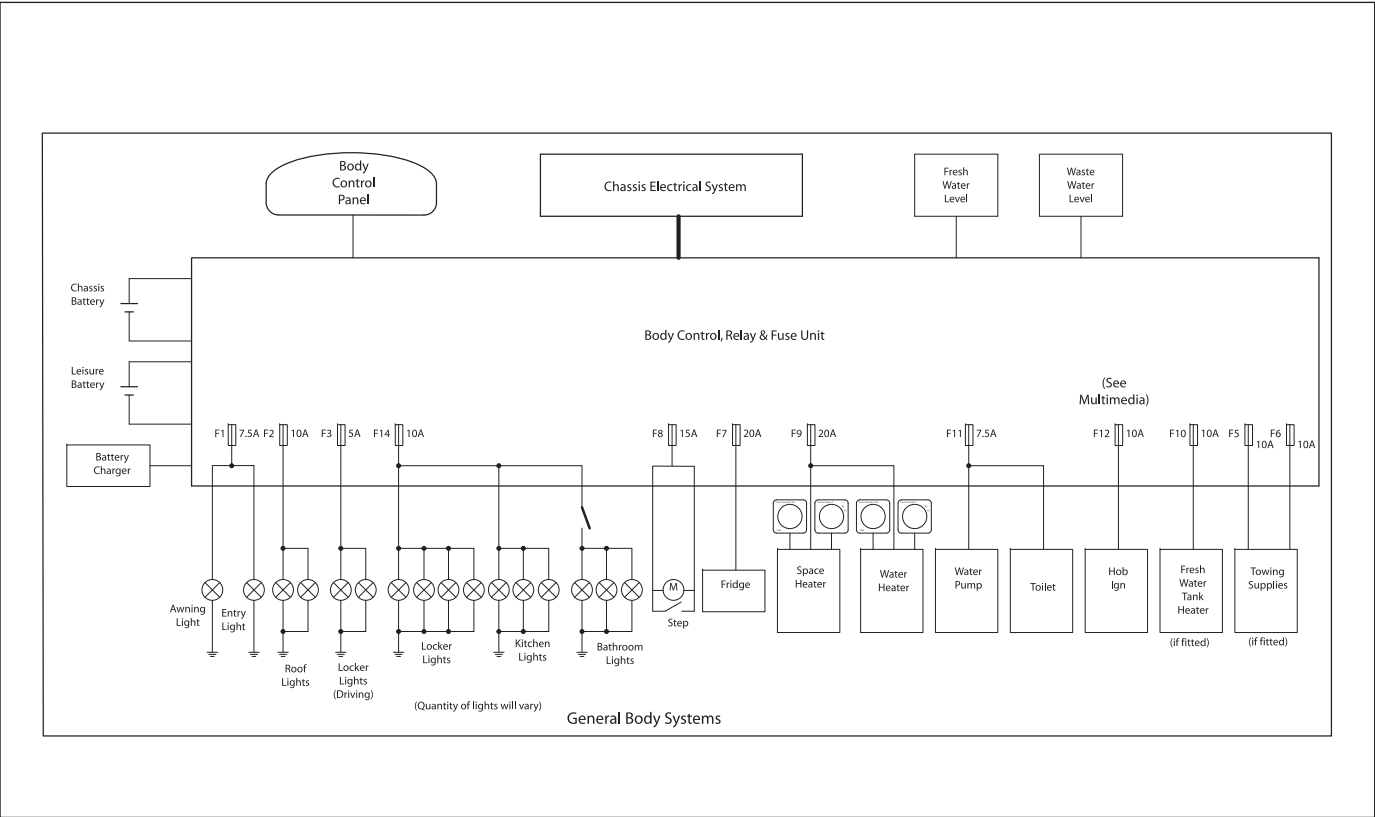 Body
Control
Panel
Chassis Electrical System
Fresh
Water
Level
Waste
Water
Level
Chassis
Battery
Body Control, Relay & Fuse Unit
Leisure
Battery
(See
Multimedia)
F1 7.5A F2 10A F3 5A F14 10A F8 15A F7 20A F9 20A F11 7.5A F12 10A F10 10A F5 10A F6 10A
Battery
Charger
Awning
Light
Entry
Light
Roof
Lights
Locker
Lights
(Driving)
Locker
Lights
Kitchen
Lights
Bathroom
Lights
M
Step
Fridge
Space
Heater
Water
Heater
Water
Pump
Toilet
Hob
Ign
Fresh
Water
Tank
Heater
(if fitted)
Towing
Supplies
(if fitted)
(Quantity of lights will vary)
General Body Systems